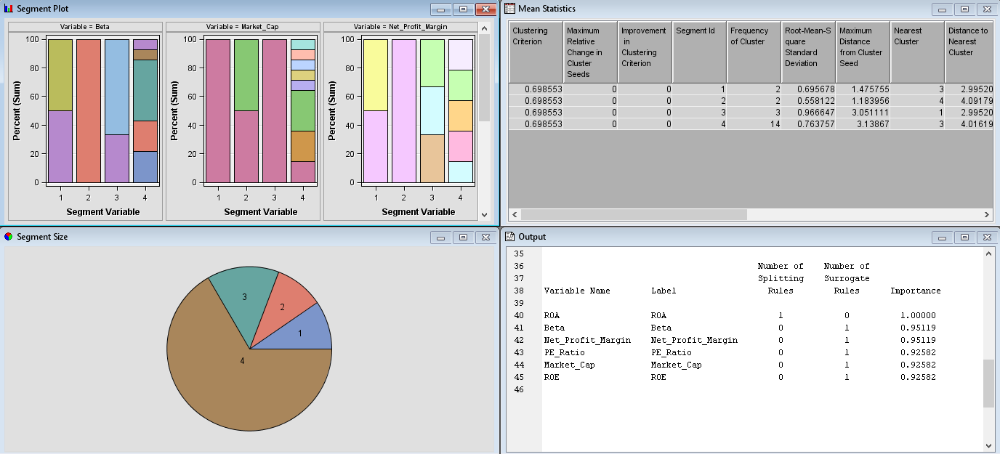 Segment Plot
Variable = Beta
Variable = Market_Cap
Variable = Net_Profit_Margin
Percent (Sum)
100
80
60
40
20
0
1 2 3 4
Segment Variable
Percent (Sum)
100
80
60
40
20
0
1 2 3 4
Segment Variable
Percent (Sum)
100
80
60
40
20
0
1 2 3 4
Segment Variable
Mean Statistics
Clustering Criterion
Maximum Relative Change in Cluster Seeds
Improvement in Clustering Criterion
Segment Id
Frequency of Cluster
Root-Mean-Square Standard Deviation
Maximum Distance from Cluster Seed
Nearest Cluster
Distance to Nearest Cluster
0.698553 0 0 1 2 0.695678 1.475755 3 2.99520
0.698553 0 0 2 2 0.558122 1.183956 4 4.09179
0.698553 0 0 3 3 0.966647 3.051111 1 2.99520
0.698553 0 0 4 14 0.763757 3.13867 3 4.01619
Segment Size
3
2
1
4
Output
35
36 Number of Number of
37 Splitting Surrogate
38 Variable Name Label Rules Rules Importance
39
40 ROA ROA 1 0 1.00000
41 Beta Beta 0 1 0.95119
42 Net_Profit_Margin Net_Profit_Margin 0 1 0.95119
43 PE_Ratio PE_Ratio 0 1 0.92582
44 Market_Cap Market_Cap 0 1 0.92582
45 ROE ROE 0 1 0.92582
46